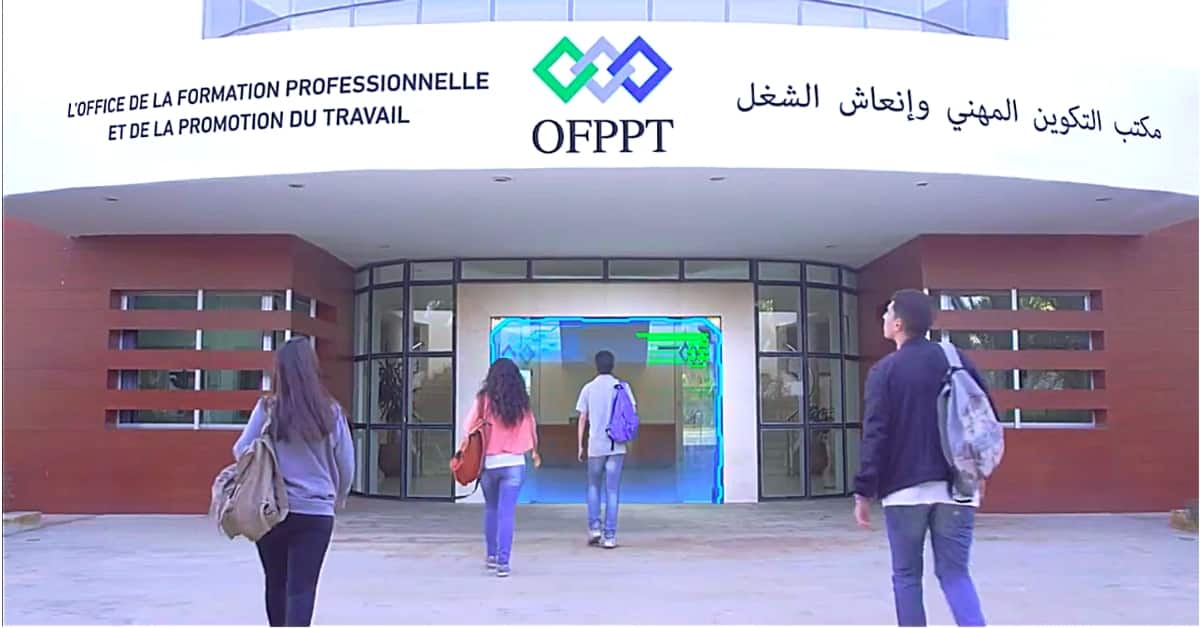 L'OFFICE DE LA FORMATION PROFESSIONNELLE
ET DE LA PROMOTION DU TRAVAIL
OFPPT
مكتب التكوين المهني وإنعاش الشغل